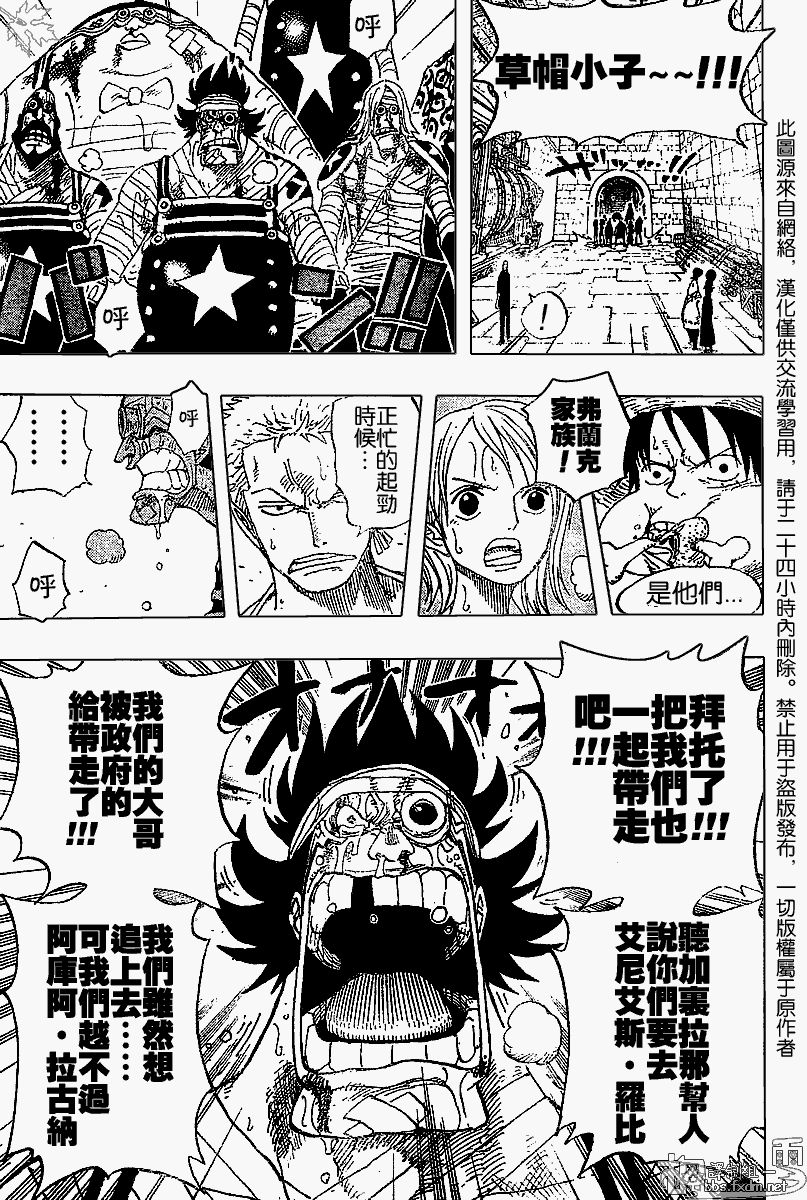 草帽小子~~!!!
!
呼
呼
是他們…
弗蘭克
家族!
正忙的起勁
時候…
呼
……
呼
拜托了!!!
把我們也
一起帶走
吧!!!
聽加裏拉那幫人
說你們要去
艾尼艾斯·羅比
我們的大哥
被政府的
給帶走了!!!
我們雖然想
追上去……
可我們越不過
阿庫阿·拉古納
此圖源來自網絡，漢化僅供交流學習用，請于二十四小時內刪除。禁止用于盜版發布，一切版權屬于原作者
bbs.fxdm.net